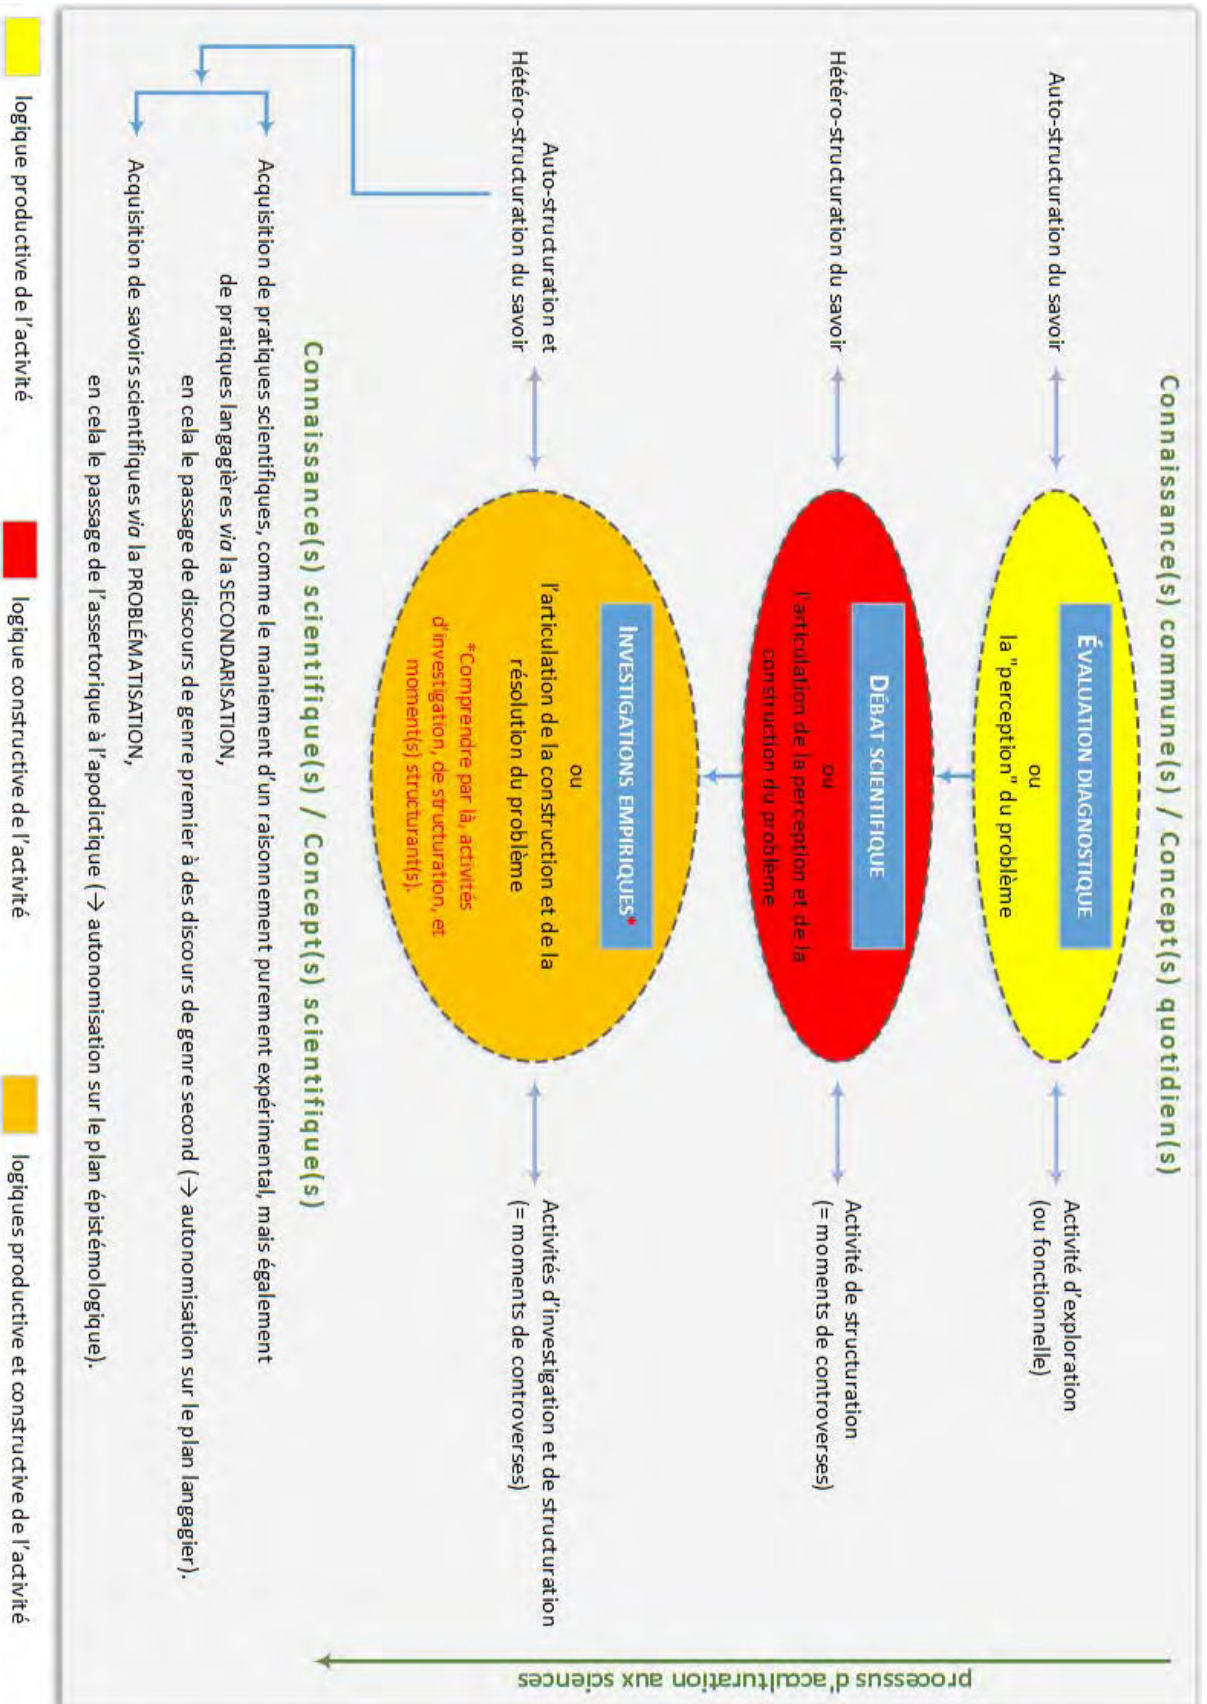 Connaissance(s) commune(s) / Concept(s) quotidien(s)
Auto-structuration du savoir
ÉVALUATION DIAGNOSTIQUE
ou
la "perception" du problème
Activité d'exploration
(ou fonctionnelle)
Hétéro-structuration du savoir
DÉBAT SCIENTIFIQUE
ou
l'articulation de la perception et de la
construction du problème
Activité de structuration
(= moments de controverses)
Auto-structuration et
Hétéro-structuration du savoir
INVESTIGATIONS EMPIRIQUES*
ou
l'articulation de la construction et de la
résolution du problème
*Comprendre par là, activités
d'investigation, de structuration, et
moment(s) structurant(s).
Activités d'investigation et de structuration
(= moments de controverses)
processus d'acculturation aux sciences
Connaissance(s) scientifique(s) / Concept(s) scientifique(s)
Acquisition de pratiques scientifiques, comme le maniement d'un raisonnement purement expérimental, mais également
de pratiques langagières via la SECONDARISATION,
en cela le passage de discours de genre premier à des discours de genre second (→ autonomisation sur le plan langagier).
Acquisition de savoirs scientifiques via la PROBLÉMATISATION,
en cela le passage de l'assertorique à l'apodictique (→ autonomisation sur le plan épistémologique).
logique productive de l'activité
logique constructive de l'activité
logiques productive et constructive de l'activité